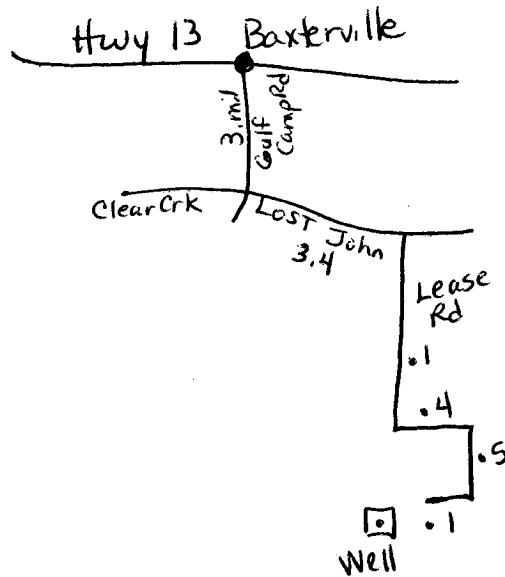 Hwy 13 Baxterville
3.mil
Gulf
Camp Rd
Clear Crk
LOST John
3.4
Lease
Rd
.1
.4
.5
.1
Well